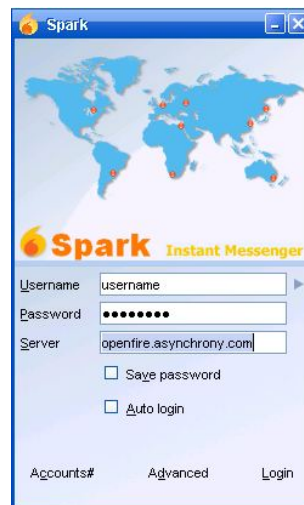 Spark
Spark Instant Messenger
Username username
Password ••••••••
Server openfire.asynchrony.com
Save password
Auto login
Accounts# Advanced Login